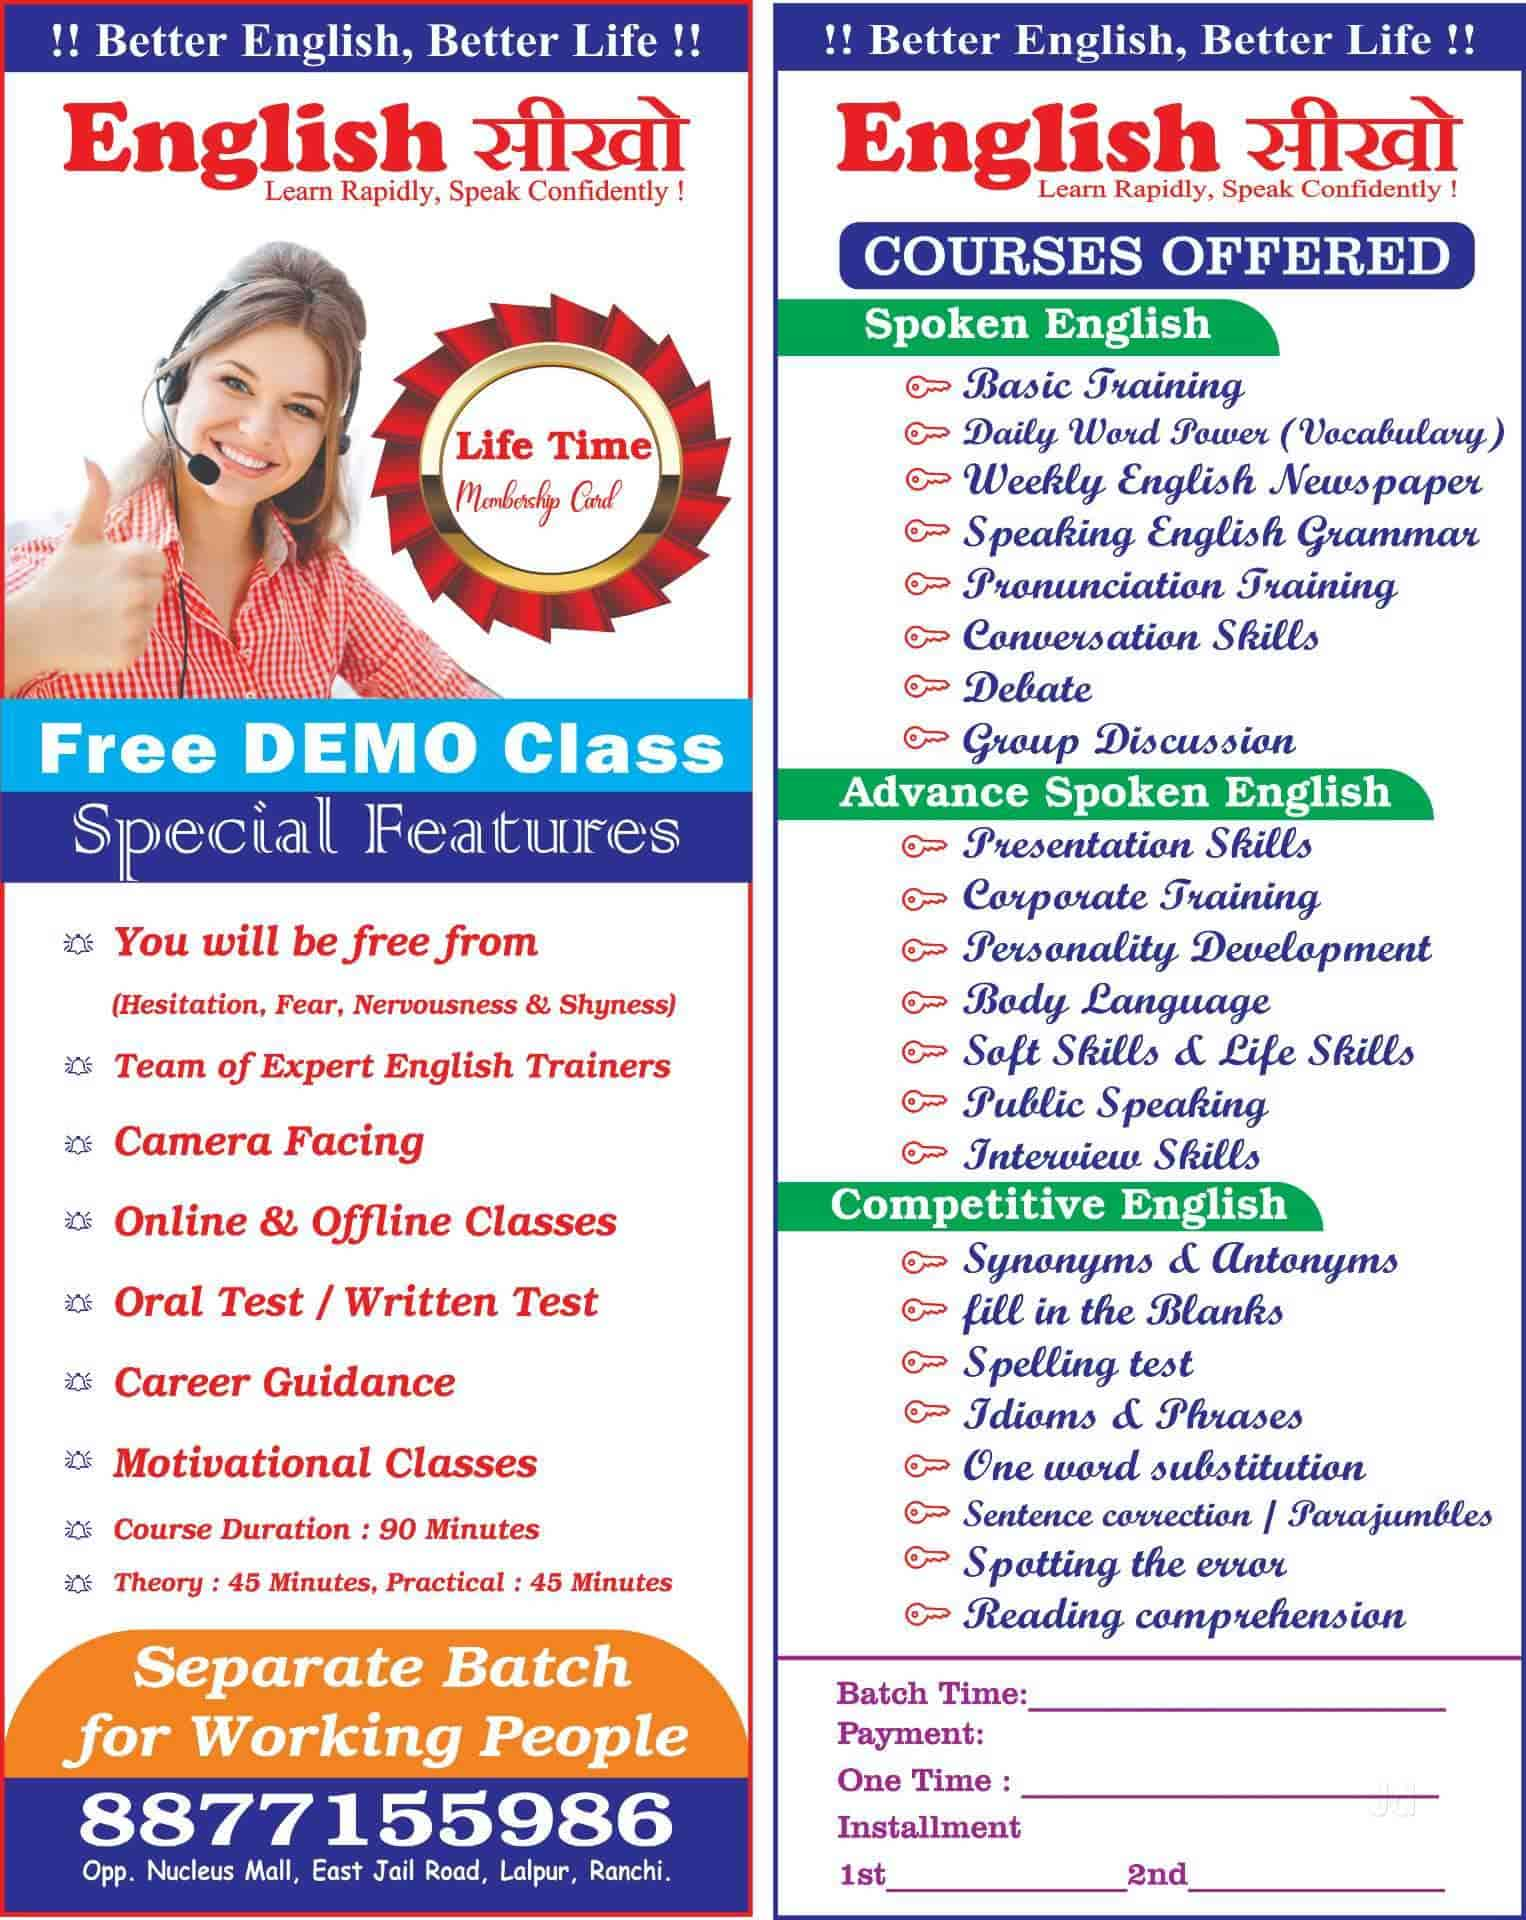 !! Better English, Better Life !!
English सीखो
Learn Rapidly, Speak Confidently !
Life Time
Membership Card
Free DEMO Class
Special Features
You will be free from
(Hesitation, Fear, Nervousness & Shyness)
Team of Expert English Trainers
Camera Facing
Online & Offline Classes
Oral Test / Written Test
Career Guidance
Motivational Classes
Course Duration : 90 Minutes
Theory : 45 Minutes, Practical : 45 Minutes
Separate Batch
for Working People
8877155986
Opp. Nucleus Mall, East Jail Road, Lalpur, Ranchi.
!! Better English, Better Life !!
English सीखो
Learn Rapidly, Speak Confidently !
COURSES OFFERED
Spoken English
Basic Training
Daily Word Power (Vocabulary)
Weekly English Newspaper
Speaking English Grammar
Pronunciation Training
Conversation Skills
Debate
Group Discussion
Advance Spoken English
Presentation Skills
Corporate Training
Personality Development
Body Language
Soft Skills & Life Skills
Public Speaking
Interview Skills
Competitive English
Synonyms & Antonyms
fill in the Blanks
Spelling test
Idioms & Phrases
One word substitution
Sentence correction / Parajumbles
Spotting the error
Reading comprehension
Batch Time:
Payment:
One Time :
Jd
Installment
1st 2nd